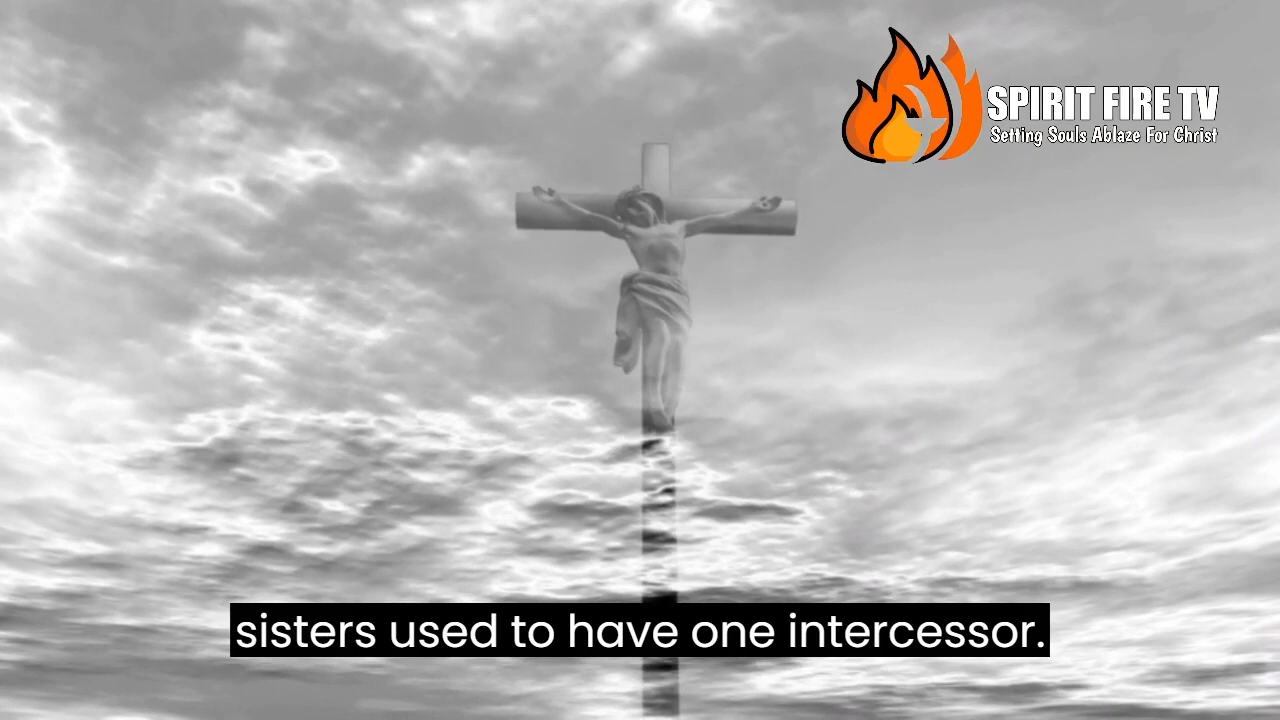 SPIRIT FIRE TV
Setting Souls Ablaze For Christ
sisters used to have one intercessor.